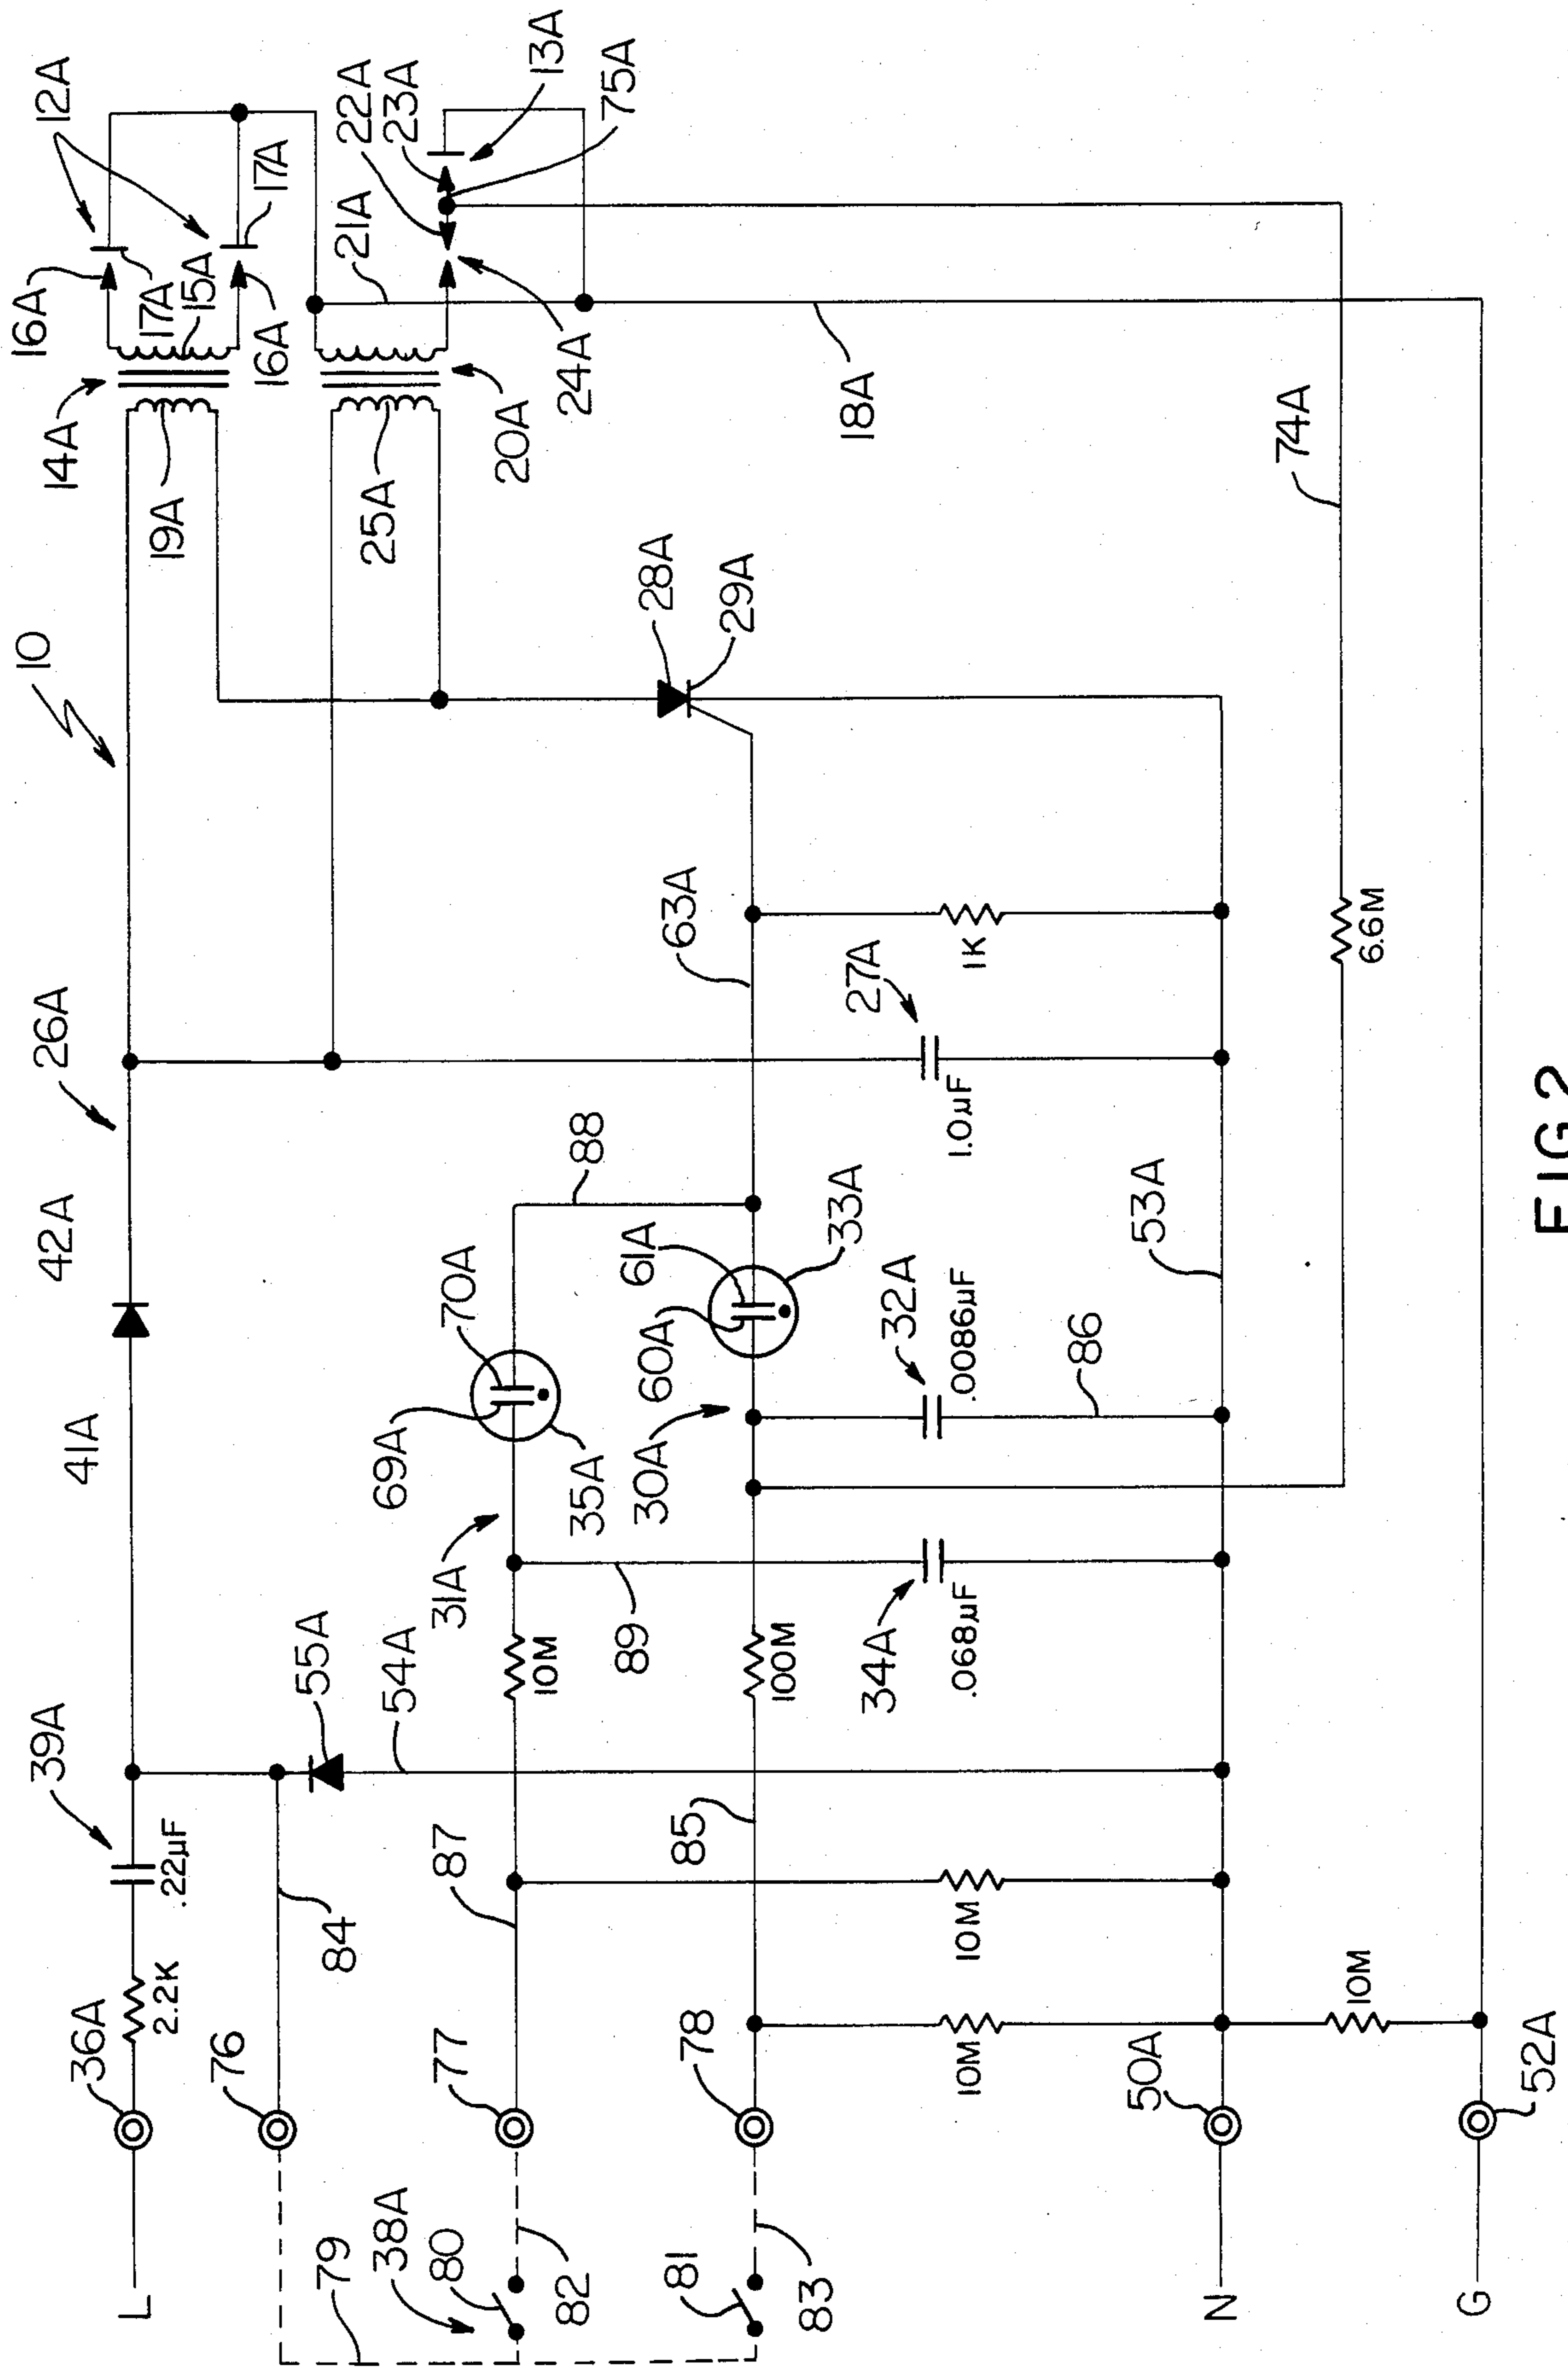 10
26A
42A
41A
39A
.22µF
2.2K
36A
L
14A
16A
12A
17A
15A
19A
16A
17A
22A
23A
13A
75A
21A
25A
20A
24A
18A
74A
28A
29A
63A
1K
27A
1.0µF
6.6M
88
70A
69A
35A
31A
61A
60A
33A
30A
32A
.0086µF
86
53A
10M
89
100M
34A
.068µF
55A
54A
84
87
85
10M
10M
10M
76
77
78
50A
52A
79
38A
80
82
81
83
N
G
FIG.2